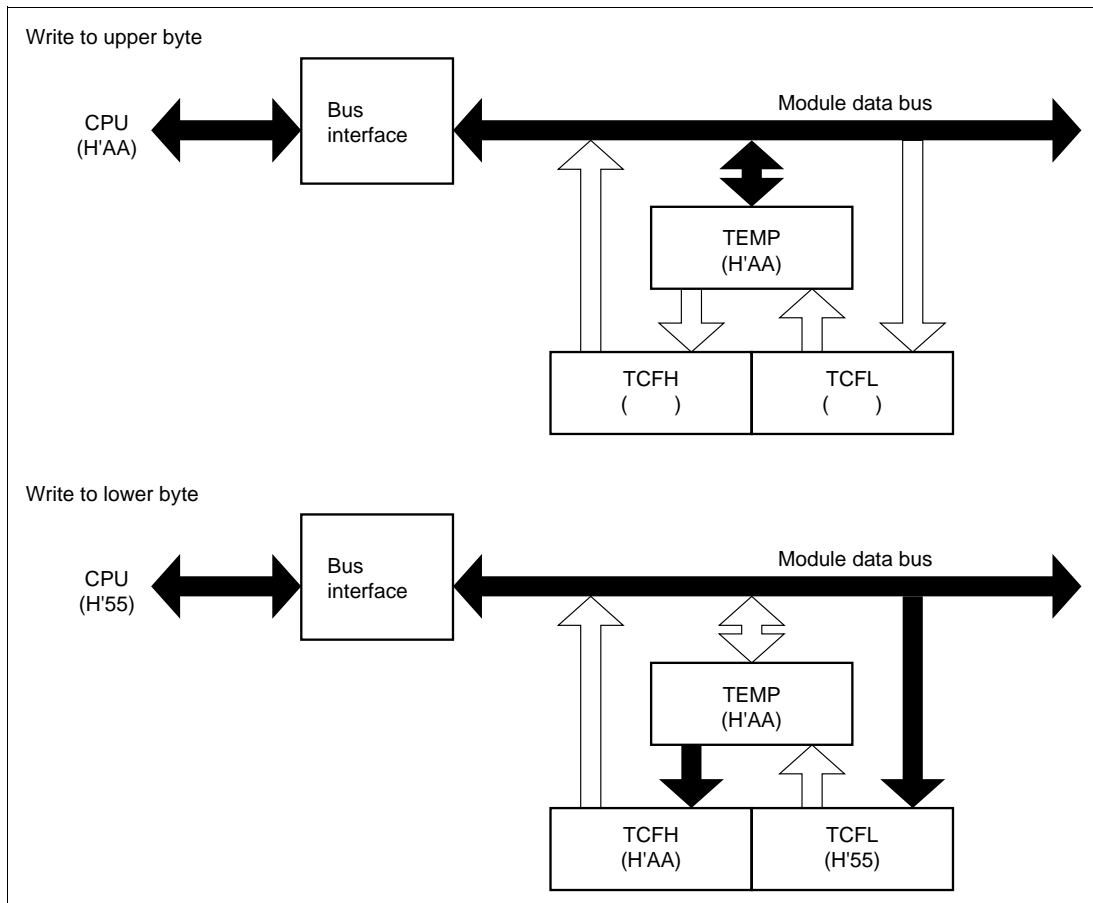 Write to upper byte
CPU
(H'AA)
Bus
interface
Module data bus
TEMP
(H'AA)
TCFH
(    )
TCFL
(    )
Write to lower byte
CPU
(H'55)
Bus
interface
Module data bus
TEMP
(H'AA)
TCFH
(H'AA)
TCFL
(H'55)